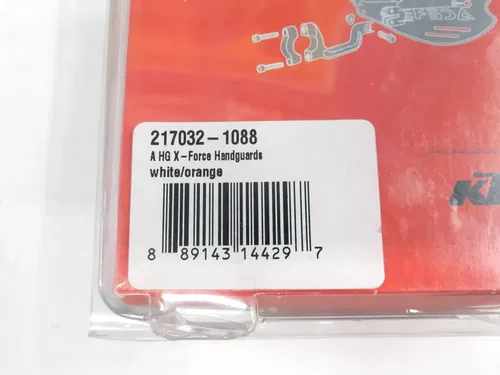 217032-1088
A HG X-Force Handguards
white/orange
8 89143 14429 7